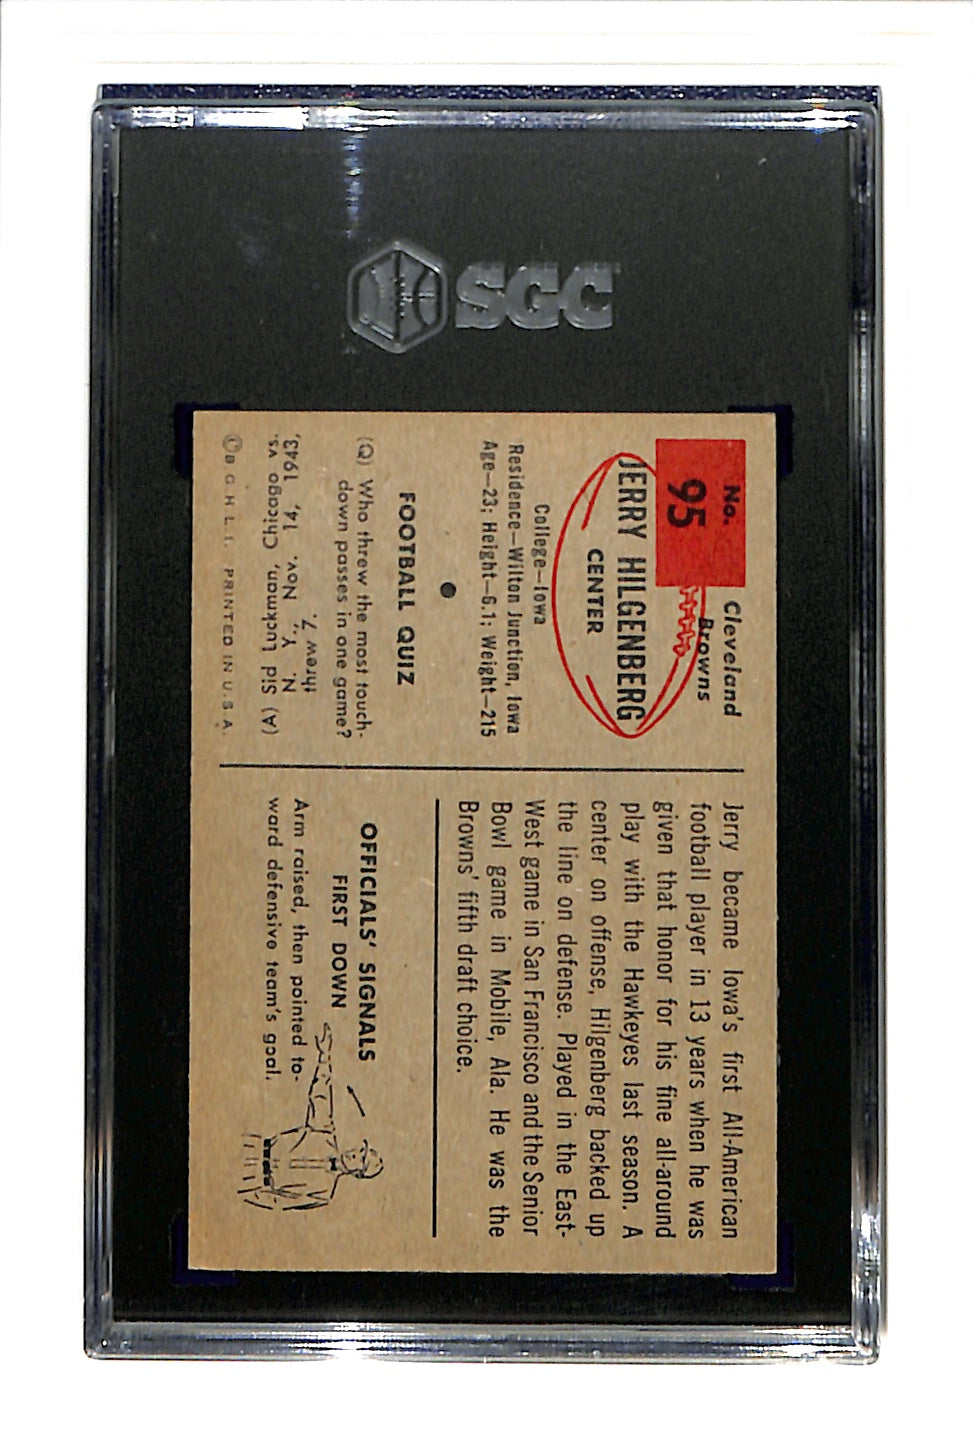 SGC
No.
95
Cleveland
Browns
JERRY HILGENBERG
CENTER
College—Iowa
Residence—Wilton Junction, Iowa
Age—23; Height—6.1; Weight—215
FOOTBALL QUIZ
(Q) Who threw the most touch-
down passes in one game?
(A) Sid Luckman, Chicago vs.
N. Y., Nov. 14, 1943,
threw 7.
©B G. H L. I. PRINTED IN U.S.A.
Jerry became Iowa's first All-American
football player in 13 years when he was
given that honor for his fine all-around
play with the Hawkeyes last season. A
center on offense, Hilgenberg backed up
the line on defense. Played in the East-
West game in San Francisco and the Senior
Bowl game in Mobile, Ala. He was the
Browns' fifth draft choice.
OFFICIALS' SIGNALS
FIRST DOWN
Arm raised, then pointed to-
ward defensive team's goal.